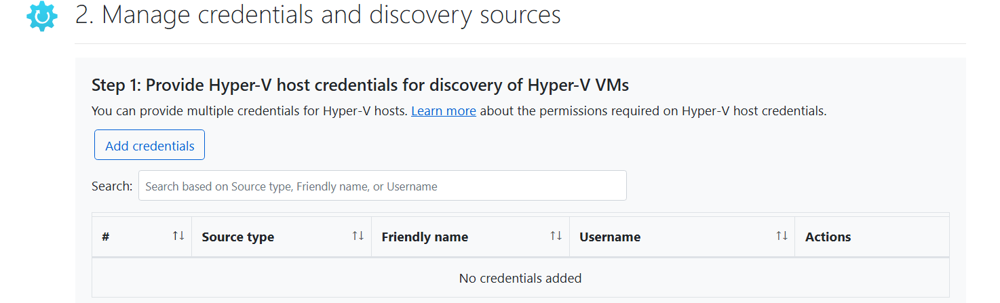 2. Manage credentials and discovery sources
Step 1: Provide Hyper-V host credentials for discovery of Hyper-V VMs
You can provide multiple credentials for Hyper-V hosts. Learn more about the permissions required on Hyper-V host credentials.
Add credentials
Search: Search based on Source type, Friendly name, or Username
# ↑↓ Source type ↑↓ Friendly name ↑↓ Username ↑↓ Actions
No credentials added